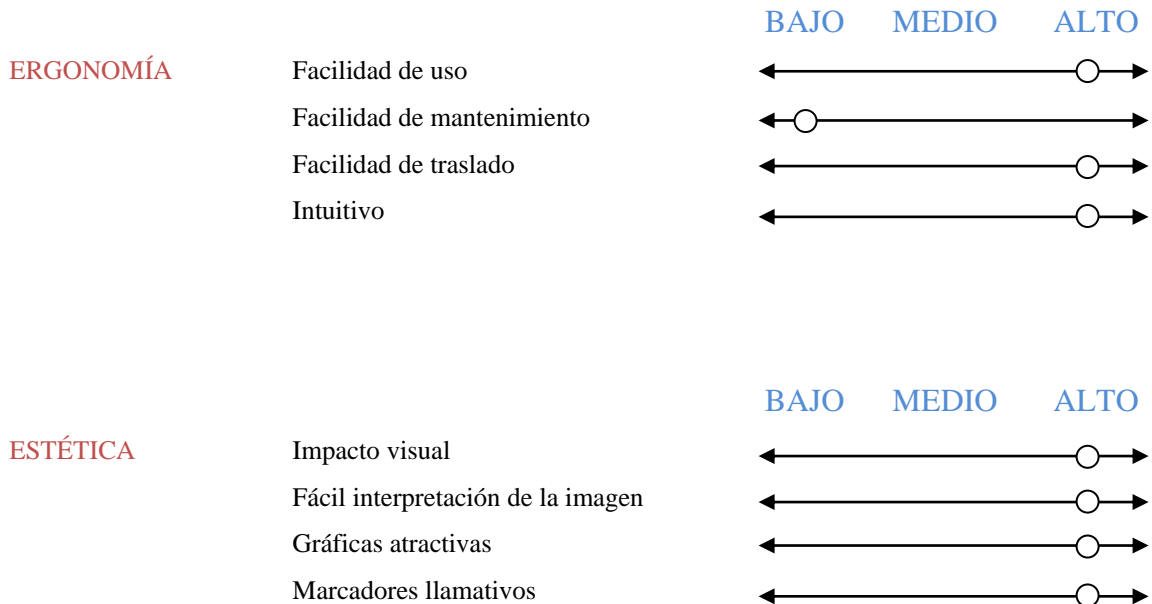 BAJO MEDIO ALTO
ERGONOMÍA Facilidad de uso
Facilidad de mantenimiento
Facilidad de traslado
Intuitivo
BAJO MEDIO ALTO
ESTÉTICA Impacto visual
Fácil interpretación de la imagen
Gráficas atractivas
Marcadores llamativos